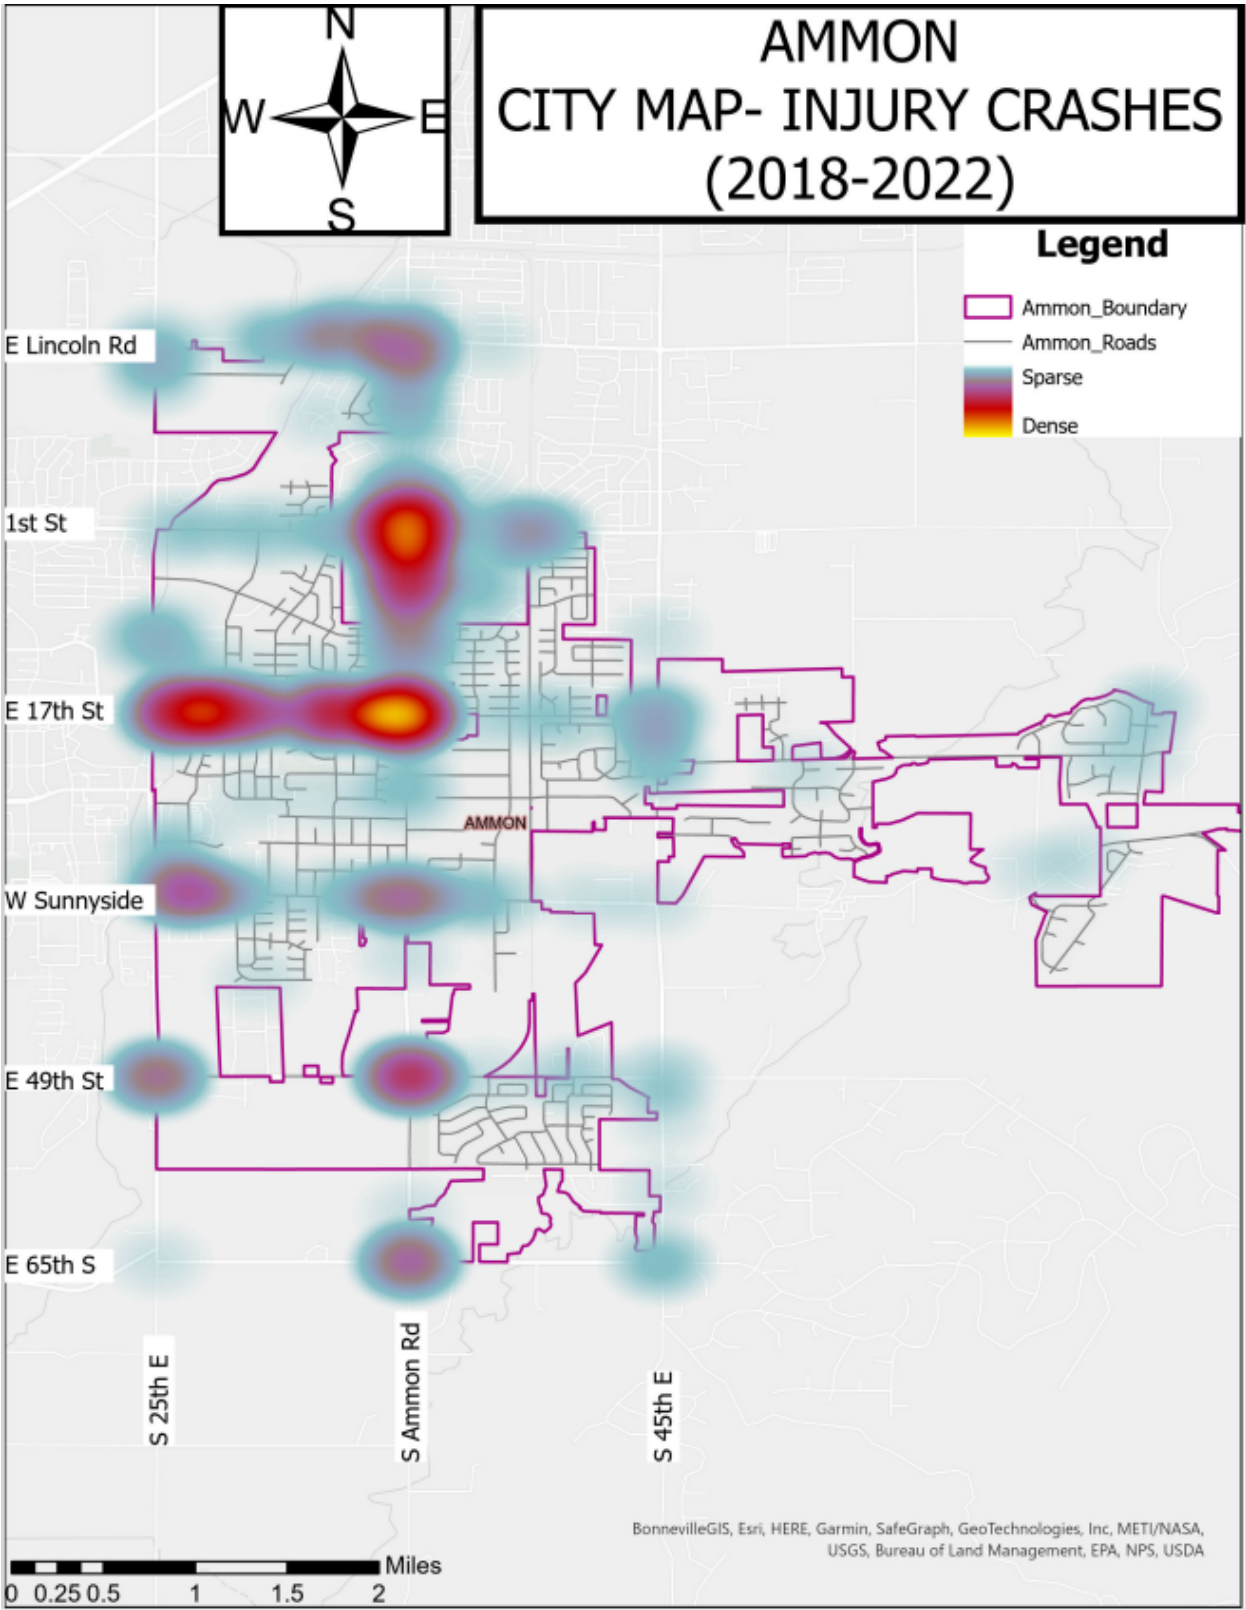 N
W E
S
AMMON
CITY MAP- INJURY CRASHES
(2018-2022)
Legend
Ammon_Boundary
Ammon_Roads
Sparse
Dense
E Lincoln Rd
1st St
E 17th St
AMMON
W Sunnyside
E 49th St
E 65th S
S 25th E
S Ammon Rd
S 45th E
BonnevilleGIS, Esri, HERE, Garmin, SafeGraph, GeoTechnologies, Inc, METI/NASA,
USGS, Bureau of Land Management, EPA, NPS, USDA
Miles
0 0.25 0.5 1 1.5 2